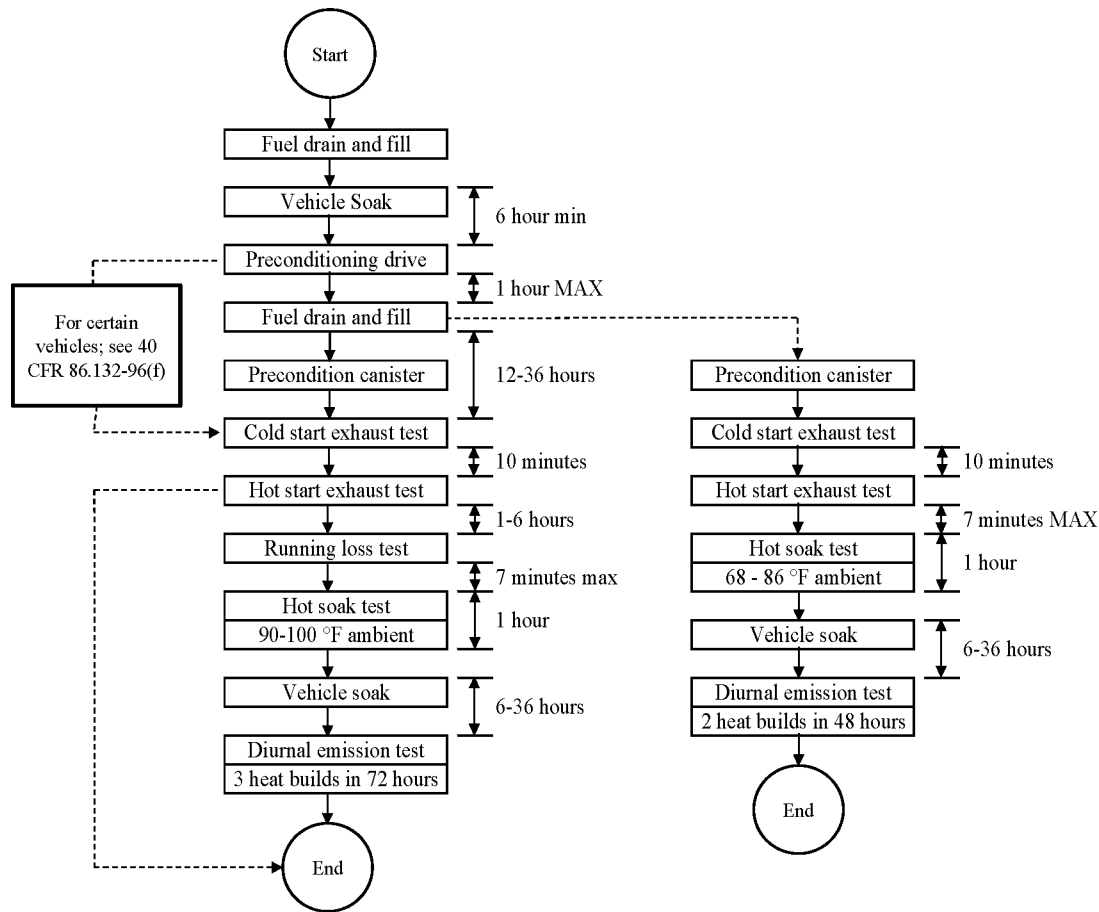 Start
Fuel drain and fill
Vehicle Soak
6 hour min
Preconditioning drive
1 hour MAX
For certain
vehicles; see 40
CFR 86.132-96(f)
Fuel drain and fill
12-36 hours
Precondition canister
Cold start exhaust test
10 minutes
Hot start exhaust test
1-6 hours
Running loss test
7 minutes max
Hot soak test
90-100 °F ambient
1 hour
Vehicle soak
6-36 hours
Diurnal emission test
3 heat builds in 72 hours
End
Precondition canister
Cold start exhaust test
10 minutes
Hot start exhaust test
7 minutes MAX
Hot soak test
68 - 86 °F ambient
1 hour
Vehicle soak
6-36 hours
Diurnal emission test
2 heat builds in 48 hours
End